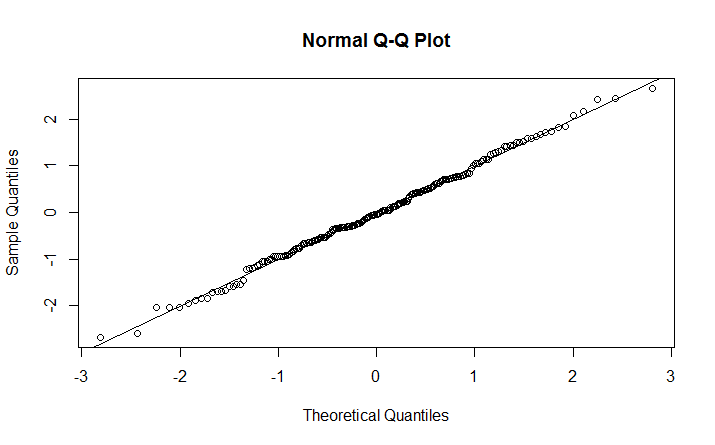 Normal Q-Q Plot
Sample Quantiles
2
1
0
-1
-2
-3 -2 -1 0 1 2 3
Theoretical Quantiles